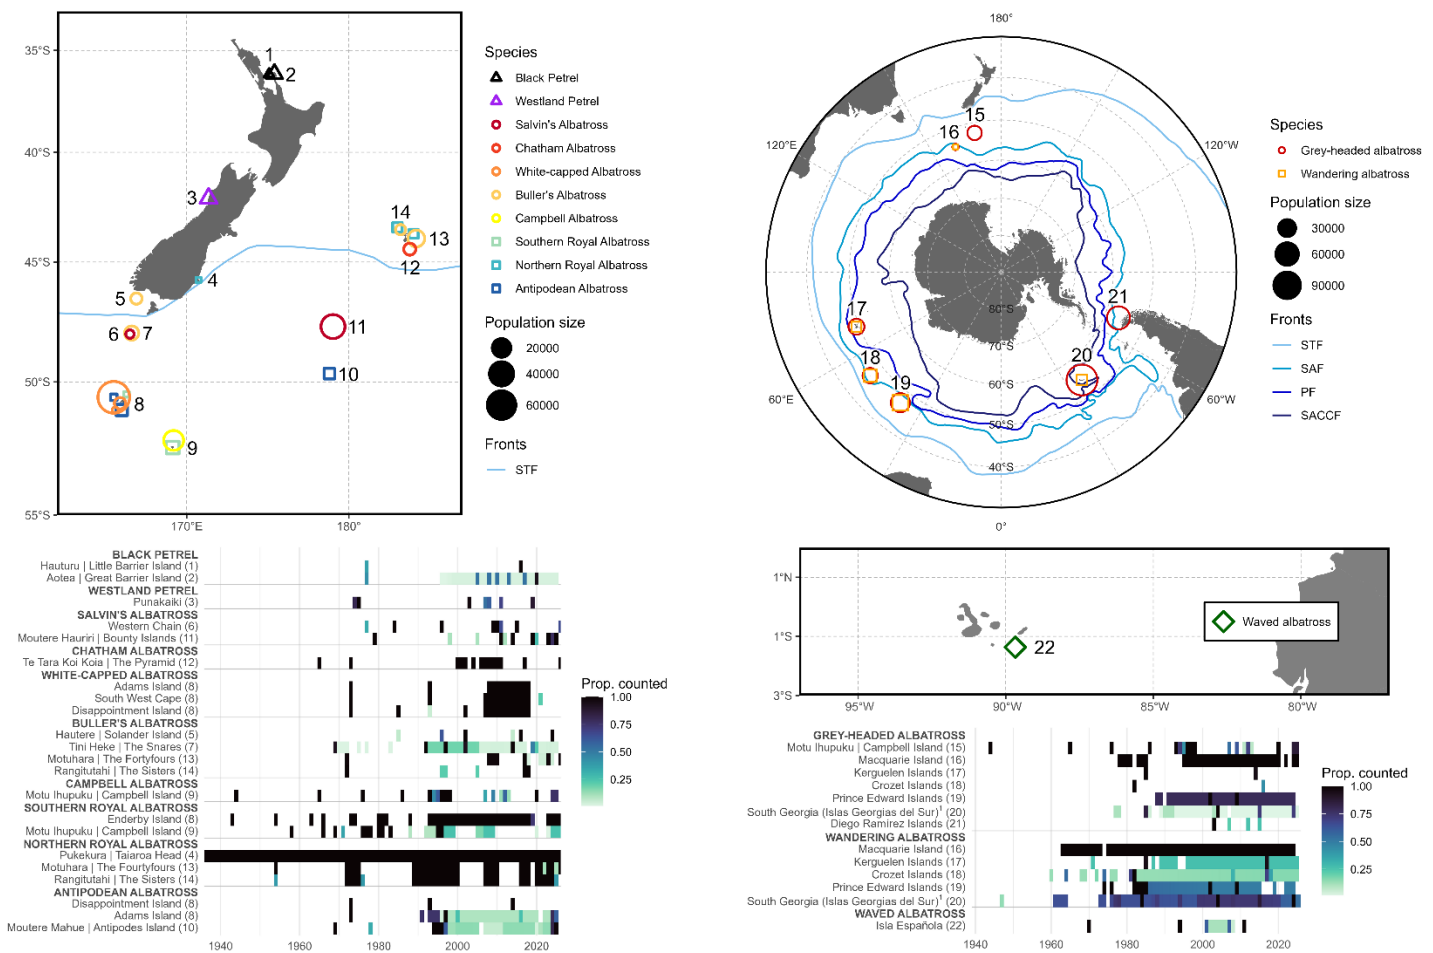 35°S
40°S
45°S
50°S
55°S
170°E
180°
1
2
3
4
5
6
7
8
9
10
11
12
13
14
Species
Black Petrel
Westland Petrel
Salvin's Albatross
Chatham Albatross
White-capped Albatross
Buller's Albatross
Campbell Albatross
Southern Royal Albatross
Northern Royal Albatross
Antipodean Albatross
Population size
20000
40000
60000
Fronts
STF
180°
120°E
120°W
60°E
60°W
0°
80°S
70°S
60°S
50°S
40°S
15
16
17
18
19
20
21
Species
Grey-headed albatross
Wandering albatross
Population size
30000
60000
90000
Fronts
STF
SAF
PF
SACCF
BLACK PETREL
Hauturu | Little Barrier Island (1)
Aotea | Great Barrier Island (2)
WESTLAND PETREL
Punakaiki (3)
SALVIN'S ALBATROSS
Western Chain (6)
Moutere Hauriri | Bounty Islands (11)
CHATHAM ALBATROSS
Te Tara Koi Koia | The Pyramid (12)
WHITE-CAPPED ALBATROSS
Adams Island (8)
South West Cape (8)
Disappointment Island (8)
BULLER'S ALBATROSS
Hautere | Solander Island (5)
Tini Heke | The Snares (7)
Motuhara | The Fortyfours (13)
Rangitutahi | The Sisters (14)
CAMPBELL ALBATROSS
Motu Ihupuku | Campbell Island (9)
SOUTHERN ROYAL ALBATROSS
Enderby Island (8)
Motu Ihupuku | Campbell Island (9)
NORTHERN ROYAL ALBATROSS
Pukekura | Taiaroa Head (4)
Motuhara | The Fourtyfours (13)
Rangitutahi | The Sisters (14)
ANTIPODEAN ALBATROSS
Disappointment Island (8)
Adams Island (8)
Moutere Mahue | Antipodes Island (10)
1940 1960 1980 2000 2020
Prop. counted
1.00
0.75
0.50
0.25
1°N
1°S
3°S
95°W
90°W
85°W
80°W
22
Waved albatross
GREY-HEADED ALBATROSS
Motu Ihupuku | Campbell Island (15)
Macquarie Island (16)
Kerguelen Islands (17)
Crozet Islands (18)
Prince Edward Islands (19)
South Georgia (Islas Georgias del Sur)¹ (20)
Diego Ramírez Islands (21)
WANDERING ALBATROSS
Macquarie Island (16)
Kerguelen Islands (17)
Crozet Islands (18)
Prince Edward Islands (19)
South Georgia (Islas Georgias del Sur)¹ (20)
WAVED ALBATROSS
Isla Española (22)
1940 1960 1980 2000 2020
Prop. counted
1.00
0.75
0.50
0.25